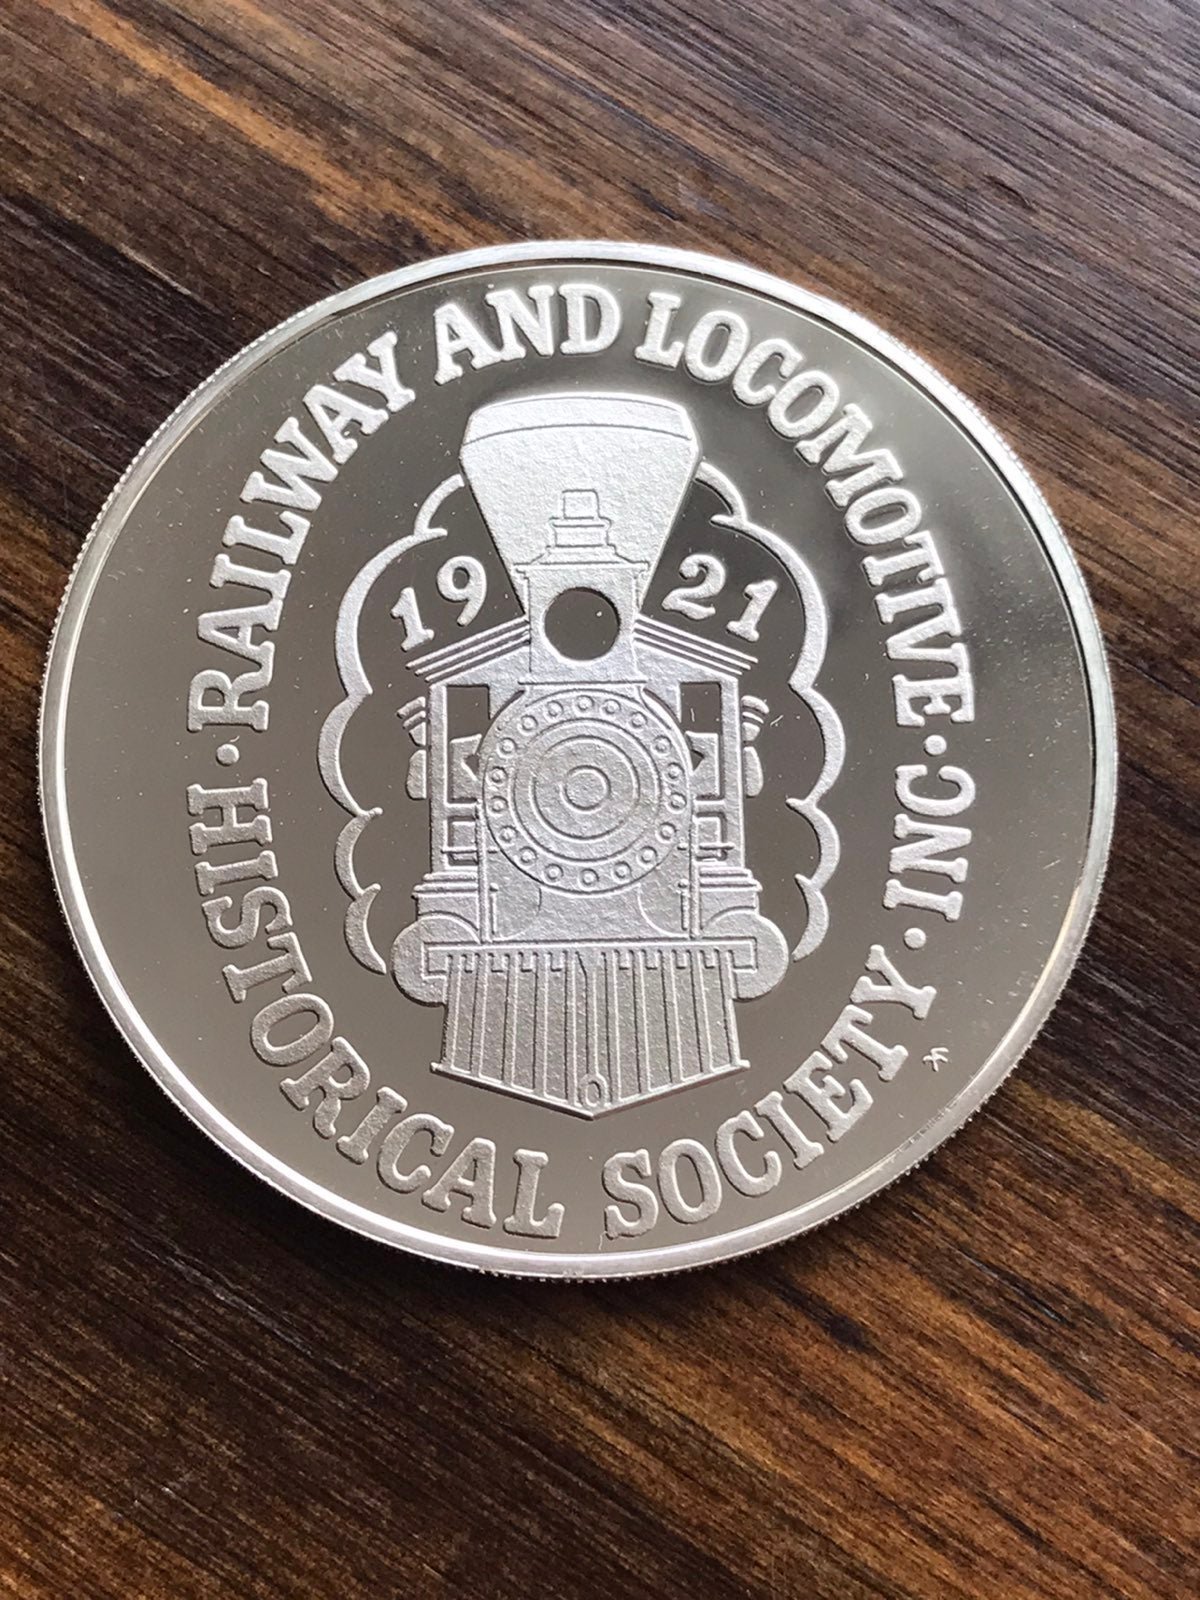 RAILWAY AND LOCOMOTIVE
HISTORICAL SOCIETY · INC ·
1921